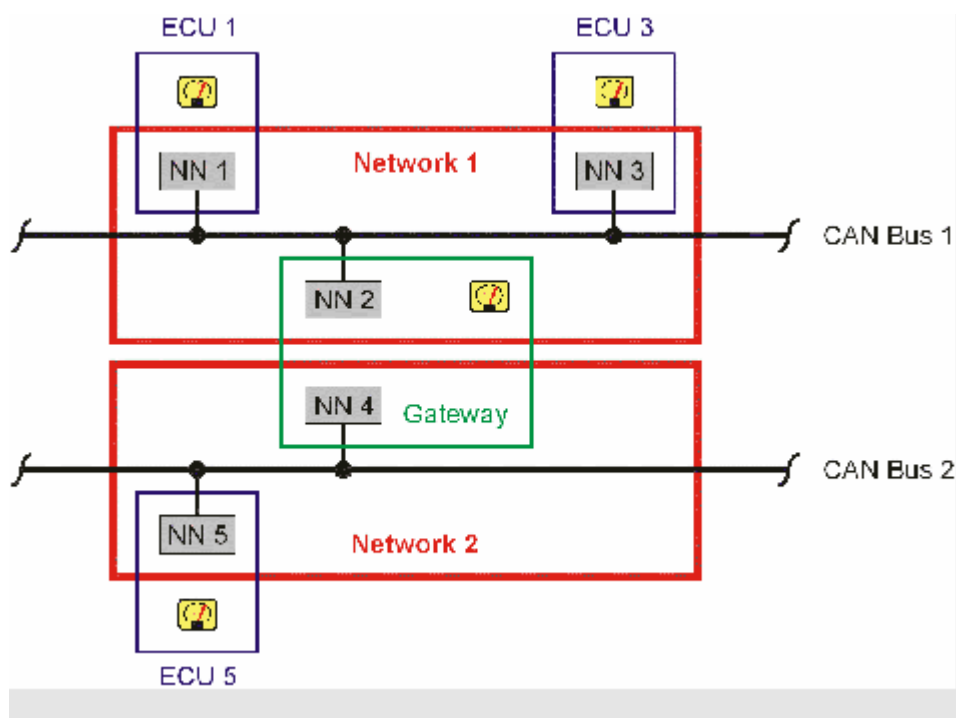 ECU 1
ECU 3
NN 1
Network 1
NN 3
CAN Bus 1
NN 2
NN 4
Gateway
CAN Bus 2
NN 5
Network 2
ECU 5